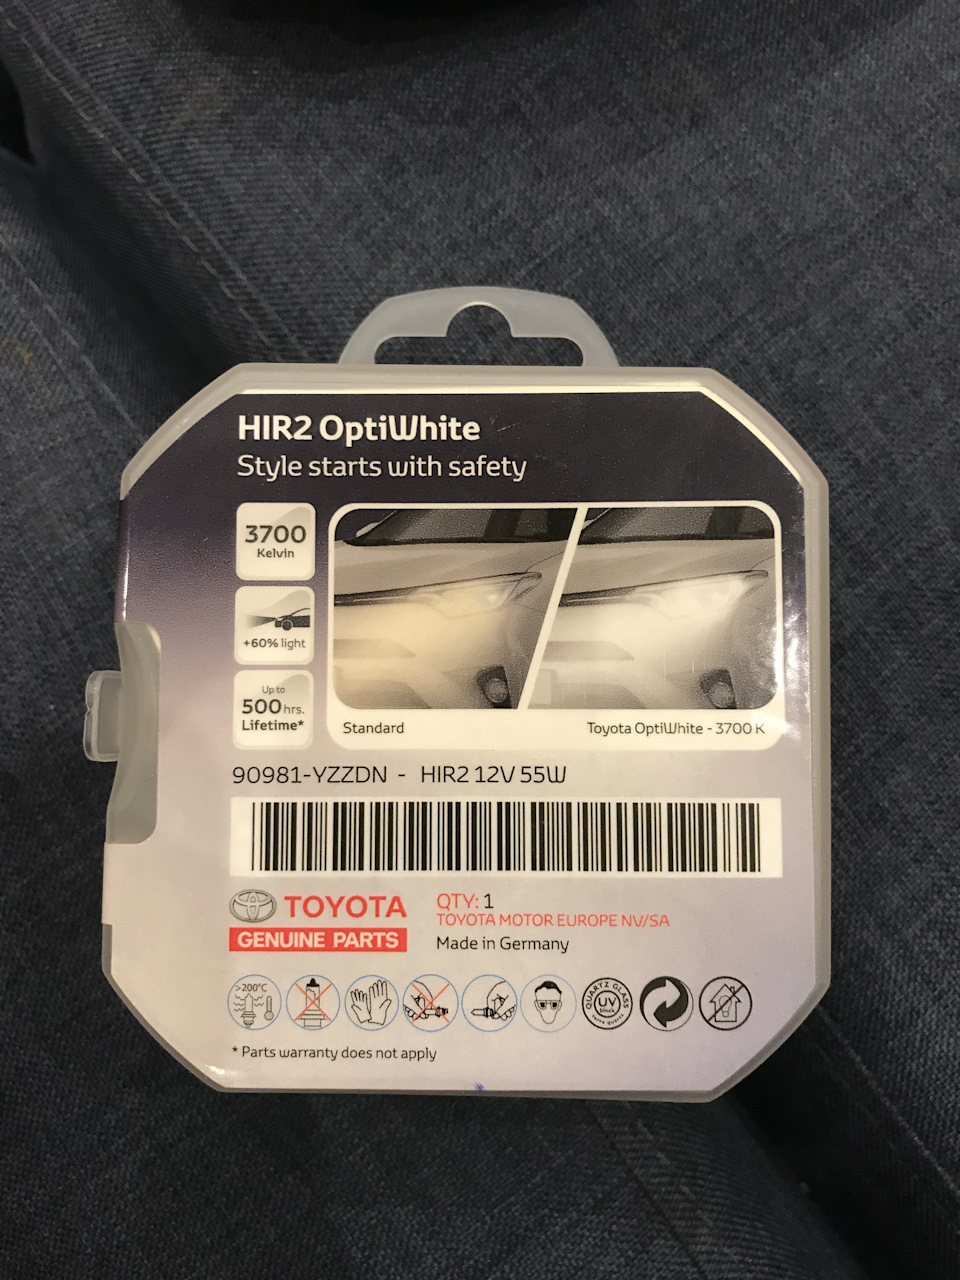 HIR2 OptiWhite
Style starts with safety
3700
Kelvin
+60% light
Up to
500 hrs.
Lifetime*
Standard
Toyota OptiWhite - 3700 K
90981-YZZDN - HIR2 12V 55W
TOYOTA
GENUINE PARTS
QTY: 1
TOYOTA MOTOR EUROPE NV/SA
Made in Germany
>200°C
QUARTZ GLASS
UV
block
* Parts warranty does not apply